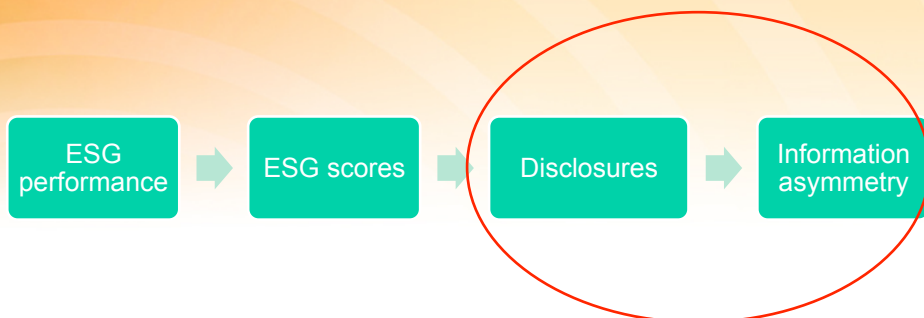 ESG
performance
ESG scores
Disclosures
Information
asymmetry